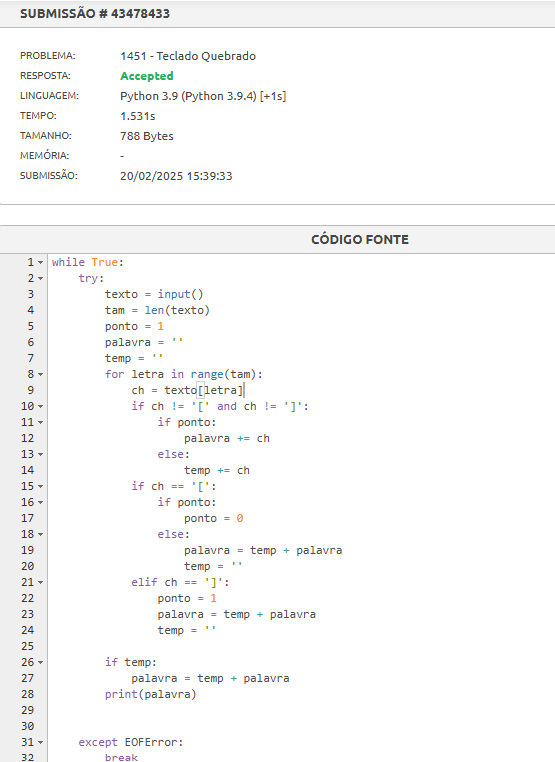 SUBMISSÃO # 43478433
PROBLEMA: 1451 - Teclado Quebrado
RESPOSTA: Accepted
LINGUAGEM: Python 3.9 (Python 3.9.4) [+1s]
TEMPO: 1.531s
TAMANHO: 788 Bytes
MEMÓRIA: -
SUBMISSÃO: 20/02/2025 15:39:33
CÓDIGO FONTE
1 while True:
2     try:
3         texto = input()
4         tam = len(texto)
5         ponto = 1
6         palavra = ''
7         temp = ''
8         for letra in range(tam):
9             ch = texto[letra]
10             if ch != '[' and ch != ']':
11                 if ponto:
12                     palavra += ch
13                 else:
14                     temp += ch
15             if ch == '[':
16                 if ponto:
17                     ponto = 0
18                 else:
19                     palavra = temp + palavra
20                     temp = ''
21             elif ch == ']':
22                 ponto = 1
23                 palavra = temp + palavra
24                 temp = ''
25
26         if temp:
27             palavra = temp + palavra
28         print(palavra)
29
30
31     except EOFError:
32         break